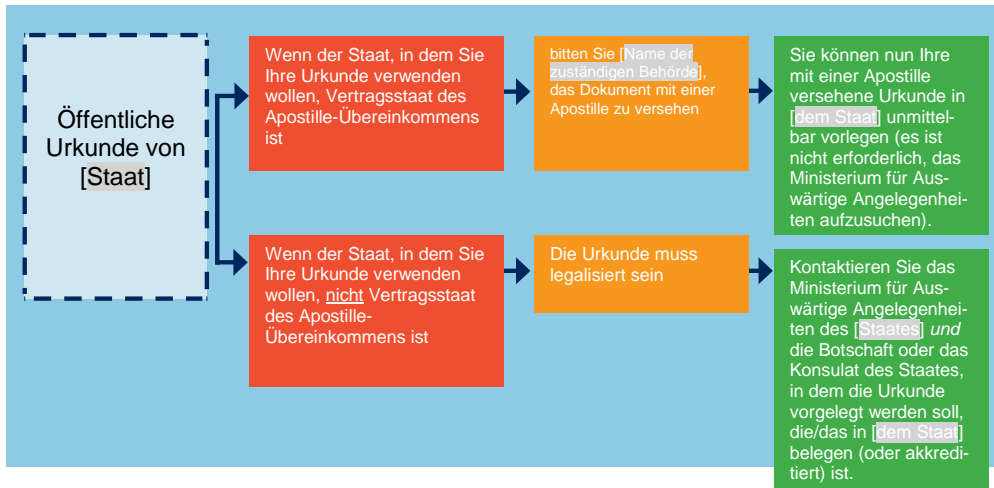 Öffentliche
Urkunde von
[Staat]
Wenn der Staat, in dem Sie
Ihre Urkunde verwenden
wollen, Vertragsstaat des
Apostille-Übereinkommens
ist
bitten Sie [Name der
zuständigen Behörde],
das Dokument mit einer
Apostille zu versehen
Sie können nun Ihre
mit einer Apostille
versehene Urkunde in
[dem Staat] unmittel-
bar vorlegen (es ist
nicht erforderlich, das
Ministerium für Aus-
wärtige Angelegenhei-
ten aufzusuchen).
Wenn der Staat, in dem Sie
Ihre Urkunde verwenden
wollen, nicht Vertragsstaat
des Apostille-
Übereinkommens ist
Die Urkunde muss
legalisiert sein
Kontaktieren Sie das
Ministerium für Aus-
wärtige Angelegenhei-
ten des [Staates] und
die Botschaft oder das
Konsulat des Staates,
in dem die Urkunde
vorgelegt werden soll,
die/das in [dem Staat]
belegen (oder akkredi-
tiert) ist.